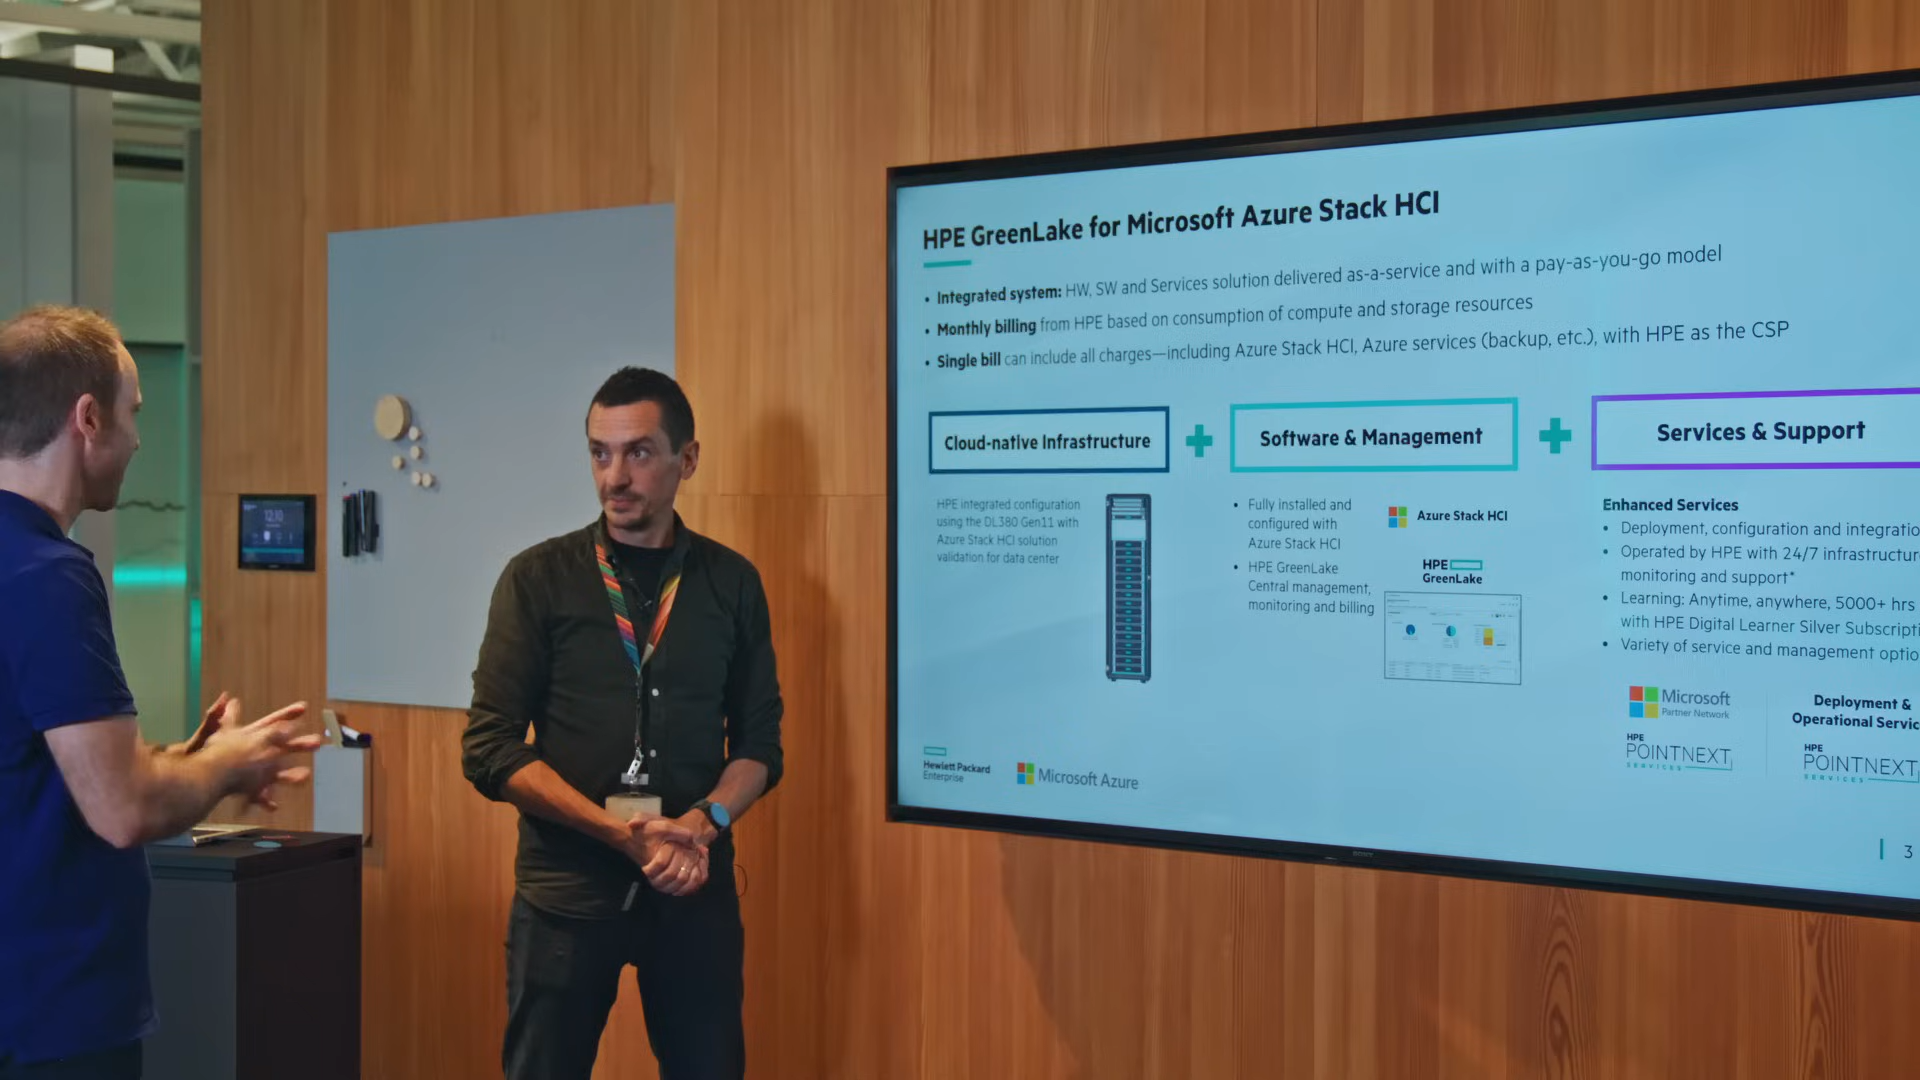 HPE GreenLake for Microsoft Azure Stack HCI
• Integrated system: HW, SW and Services solution delivered as-a-service and with a pay-as-you-go model
• Monthly billing from HPE based on consumption of compute and storage resources
• Single bill can include all charges—including Azure Stack HCI, Azure services (backup, etc.), with HPE as the CSP
Cloud-native Infrastructure
HPE integrated configuration
using the DL380 Gen11 with
Azure Stack HCI solution
validation for data center
Software & Management
• Fully installed and
configured with
Azure Stack HCI
• HPE GreenLake
Central management,
monitoring and billing
Azure Stack HCI
HPE
GreenLake
Services & Support
Enhanced Services
• Deployment, configuration and integratio
• Operated by HPE with 24/7 infrastructur
monitoring and support*
• Learning: Anytime, anywhere, 5000+ hrs
with HPE Digital Learner Silver Subscripti
• Variety of service and management optio
Microsoft
Partner Network
HPE
POINTNEXT
SERVICES
Deployment &
Operational Servic
HPE
POINTNEXT
SERVICES
Hewlett Packard
Enterprise
Microsoft Azure
3
SONY
12:10